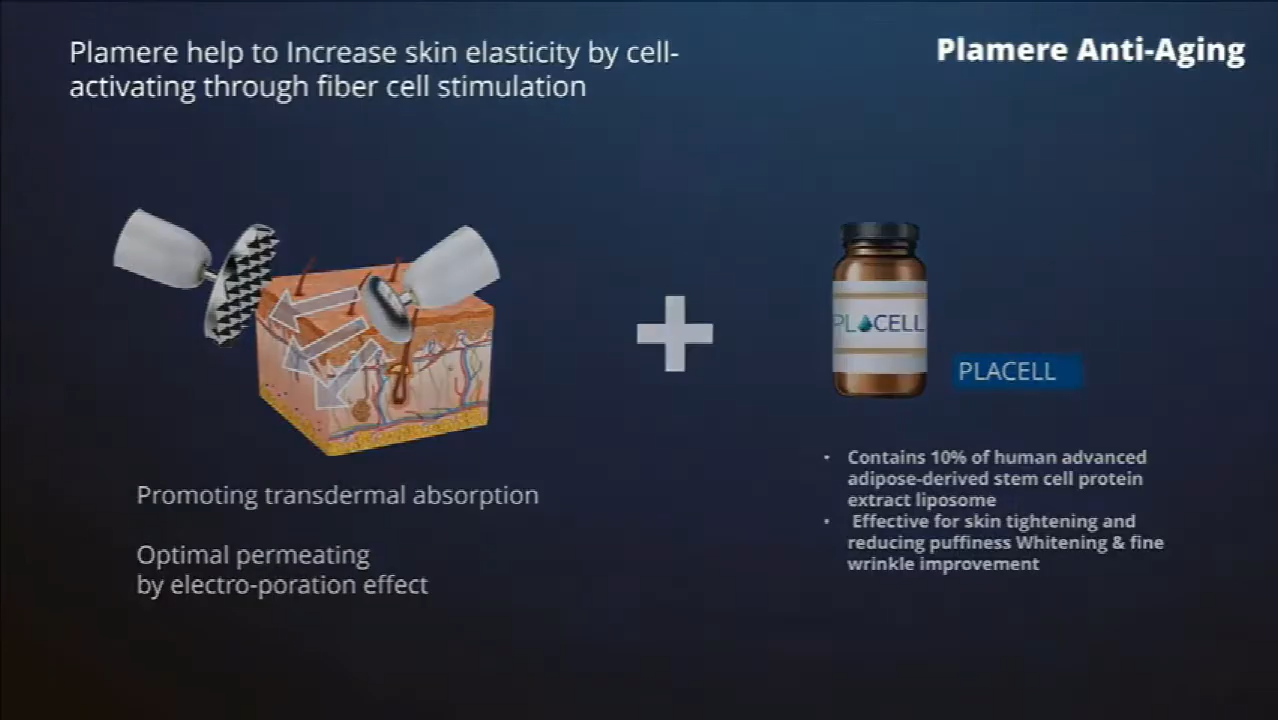 Plamere help to Increase skin elasticity by cell-
activating through fiber cell stimulation
Plamere Anti-Aging
PLACELL
PLACELL
Promoting transdermal absorption
Optimal permeating
by electro-poration effect
• Contains 10% of human advanced
adipose-derived stem cell protein
extract liposome
• Effective for skin tightening and
reducing puffiness Whitening & fine
wrinkle improvement